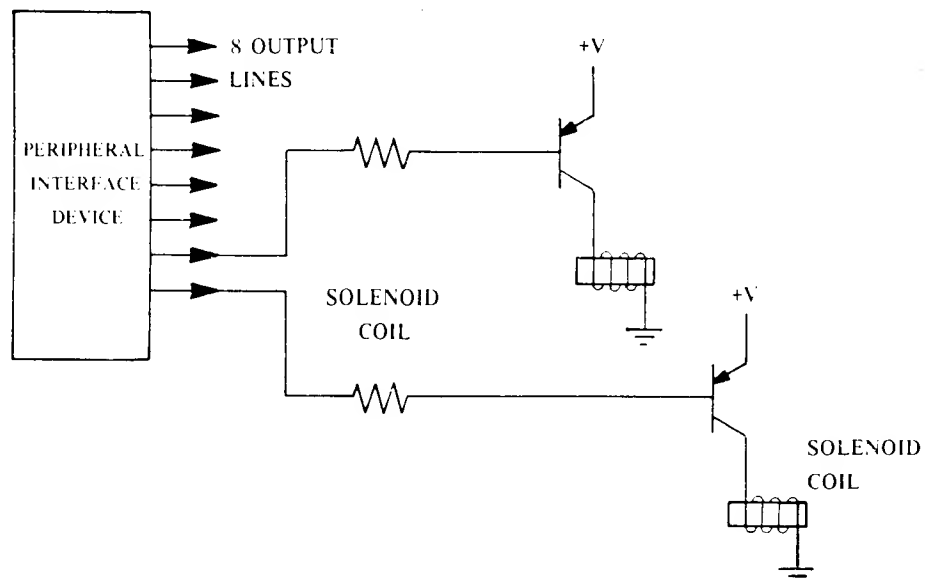 8 OUTPUT
LINES
PERIPHERAL
INTERFACE
DEVICE
+V
SOLENOID
COIL
+V
SOLENOID
COIL